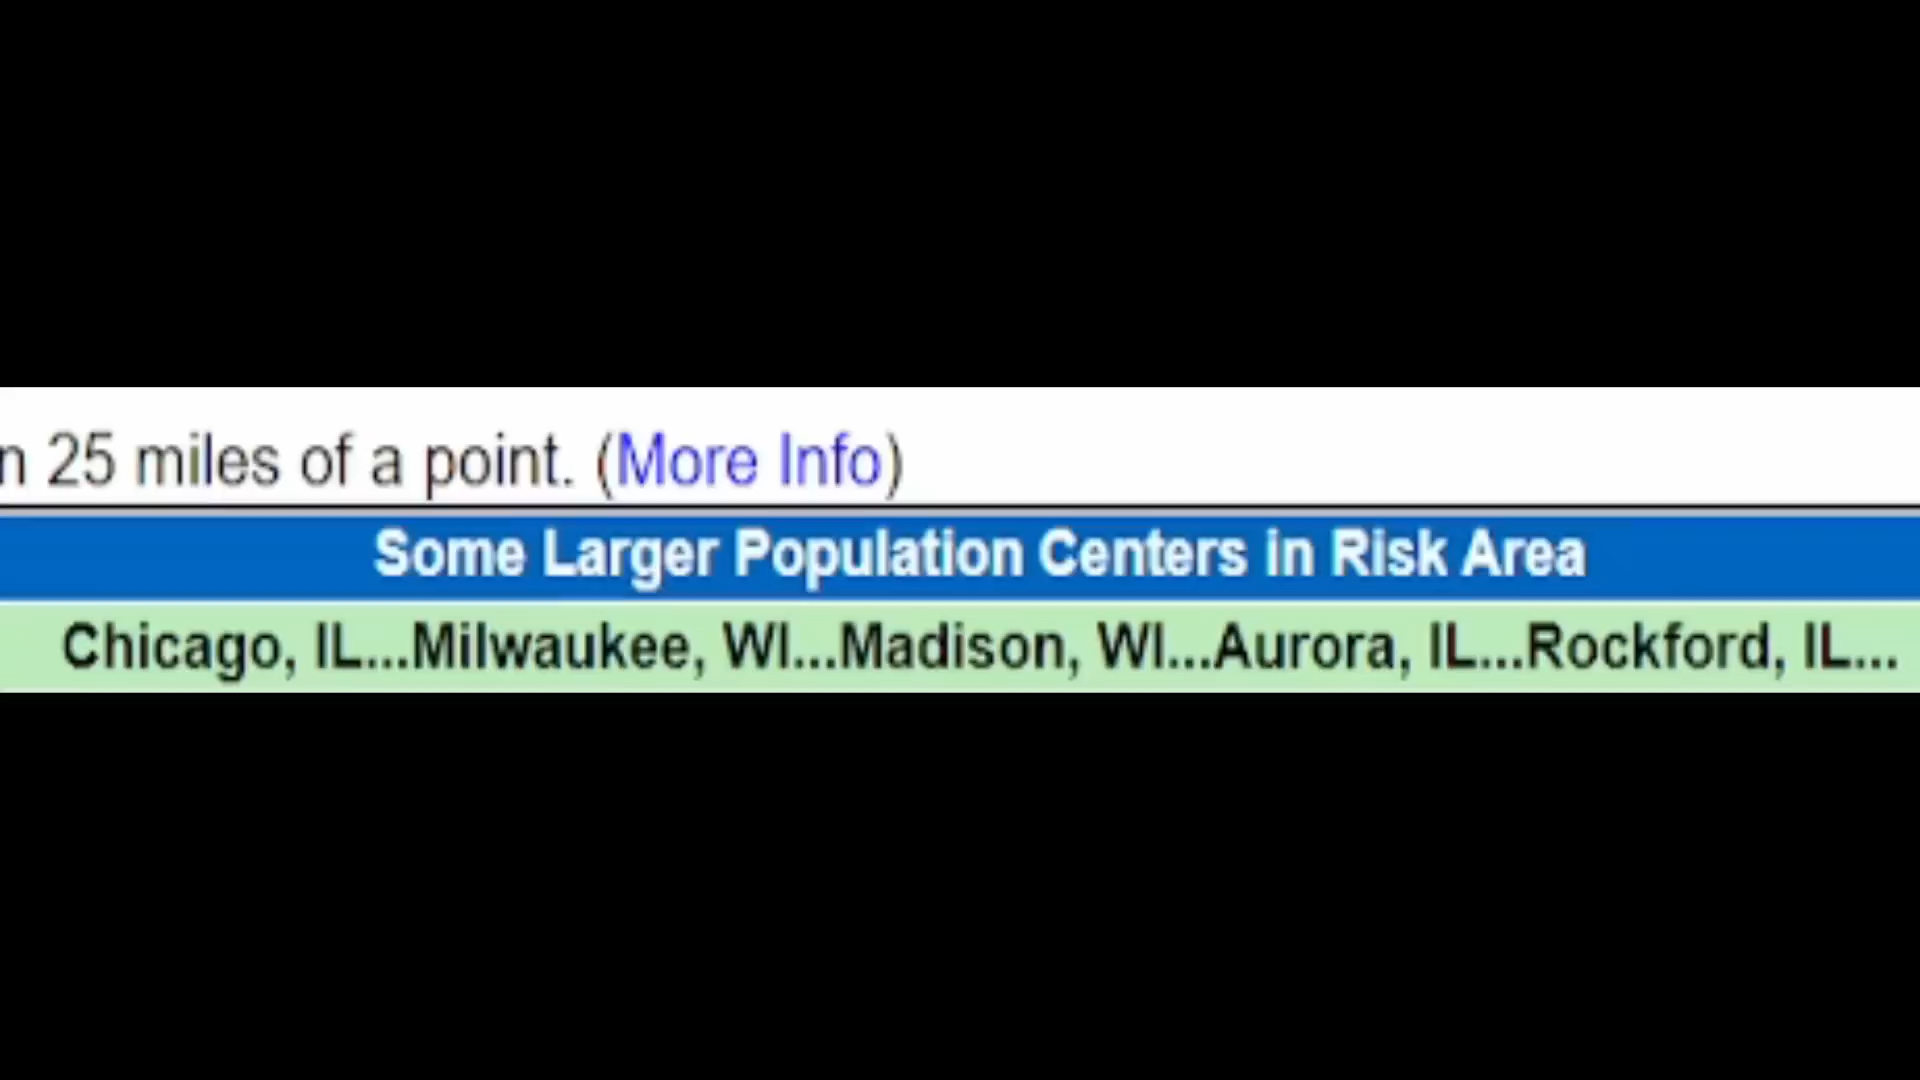 n 25 miles of a point. (More Info)
Some Larger Population Centers in Risk Area
Chicago, IL...Milwaukee, WI...Madison, WI...Aurora, IL...Rockford, IL...